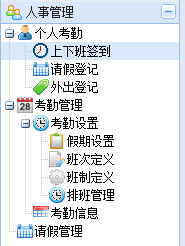 人事管理
个人考勤
上下班签到
请假登记
外出登记
考勤管理
考勤设置
假期设置
班次定义
班制定义
排班管理
考勤信息
请假管理